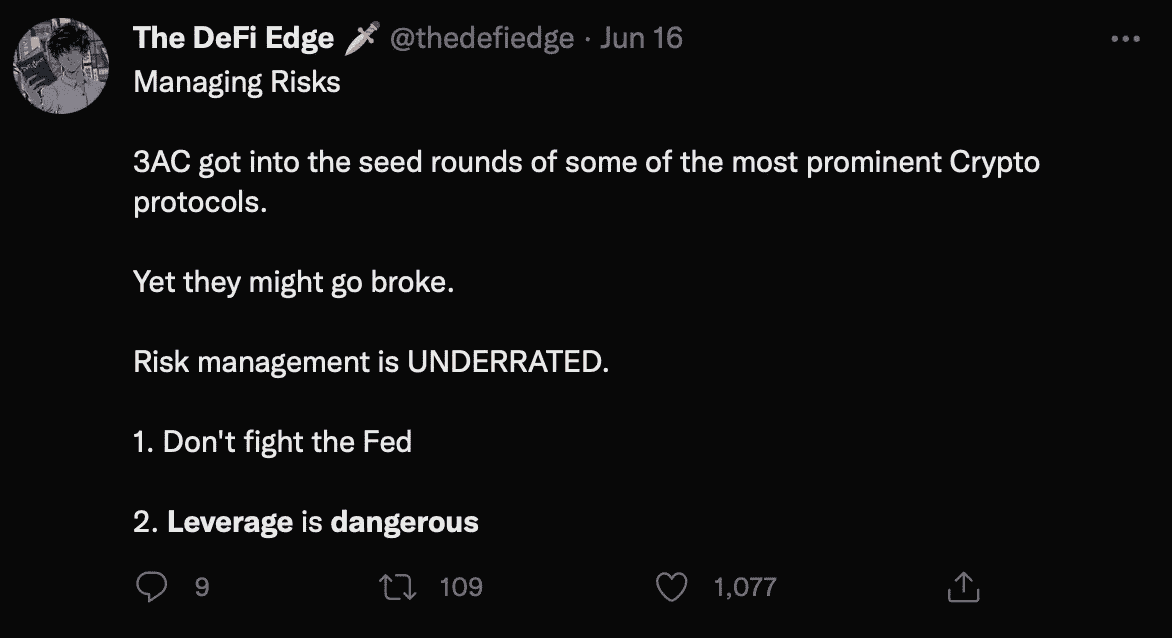 The DeFi Edge 🗡 @thedefiedge · Jun 16
Managing Risks
3AC got into the seed rounds of some of the most prominent Crypto
protocols.
Yet they might go broke.
Risk management is UNDERRATED.
1. Don't fight the Fed
2. Leverage is dangerous
9 109 1,077